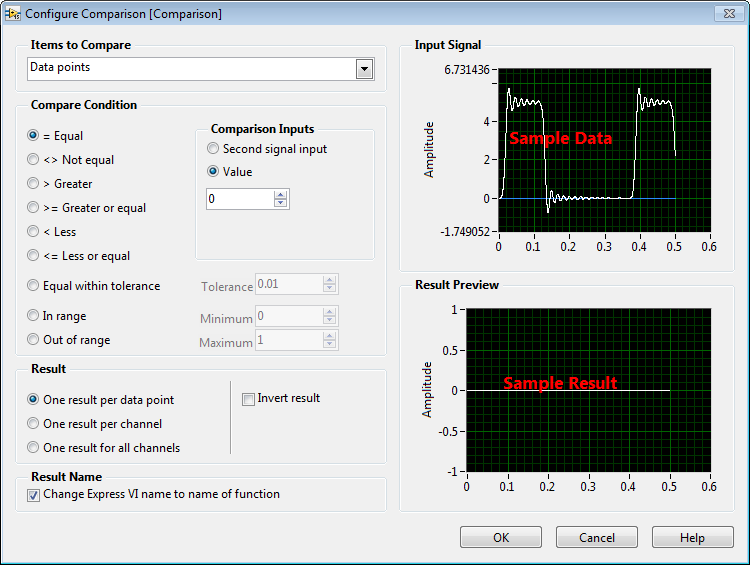 Configure Comparison [Comparison]
Items to Compare
Data points
Compare Condition
= Equal
<> Not equal
> Greater
>= Greater or equal
< Less
<= Less or equal
Comparison Inputs
Second signal input
Value
0
Equal within tolerance Tolerance 0.01
In range Minimum 0
Out of range Maximum 1
Result
One result per data point
One result per channel
One result for all channels
Invert result
Result Name
Change Express VI name to name of function
Input Signal
6.731436
4
2
0
-1.749052
Amplitude
Sample Data
0 0.1 0.2 0.3 0.4 0.5 0.6
Result Preview
1
0.5
0
-0.5
-1
Amplitude
Sample Result
0 0.1 0.2 0.3 0.4 0.5 0.6
OK Cancel Help